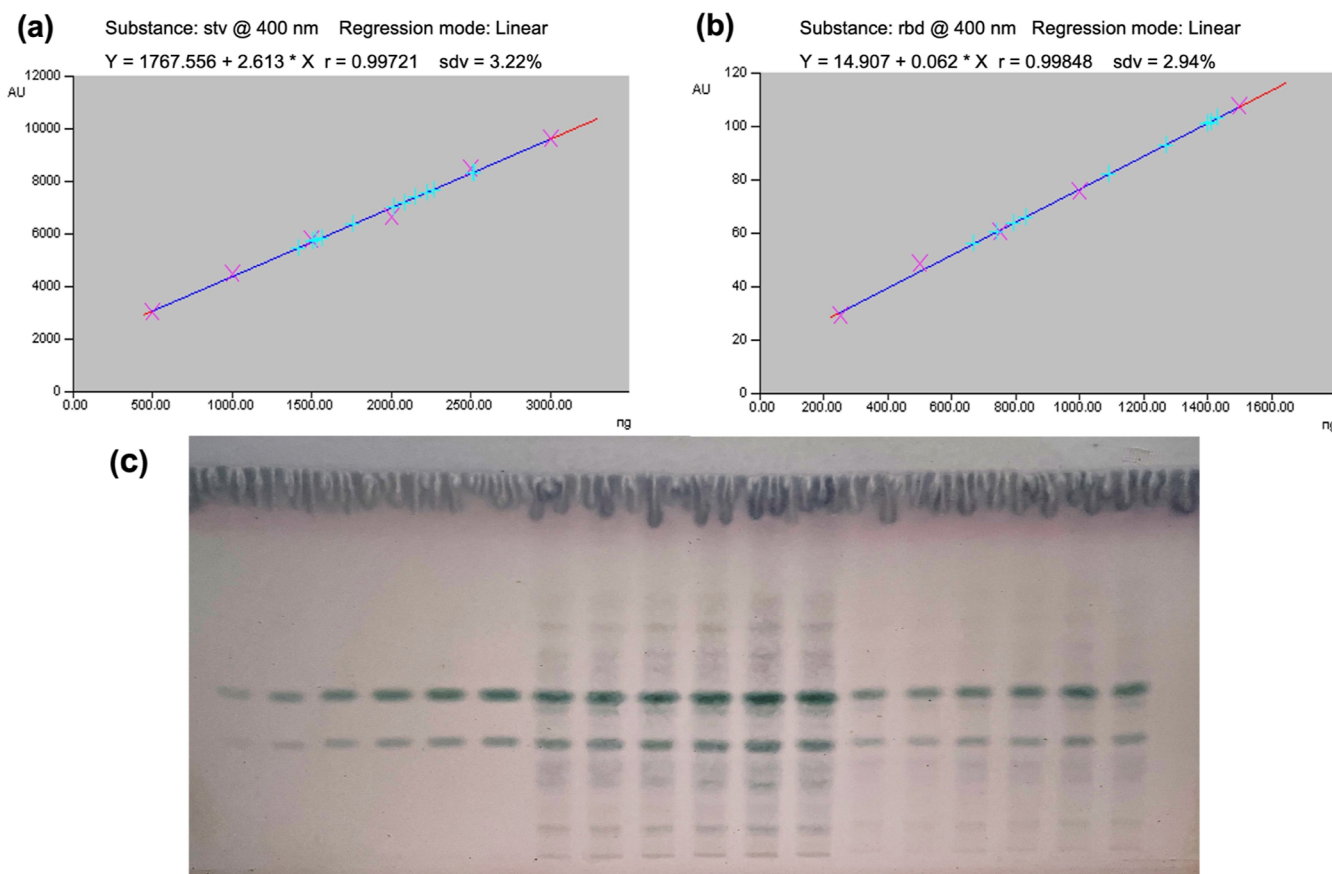 (a)
Substance: stv @ 400 nm Regression mode: Linear
Y = 1767.556 + 2.613 * X r = 0.99721 sdv = 3.22%
12000
AU
10000
8000
6000
4000
2000
0
0.00 500.00 1000.00 1500.00 2000.00 2500.00 3000.00
ng
(b)
Substance: rbd @ 400 nm Regression mode: Linear
Y = 14.907 + 0.062 * X r = 0.99848 sdv = 2.94%
120
AU
100
80
60
40
20
0
0.00 200.00 400.00 600.00 800.00 1000.00 1200.00 1400.00 1600.00
ng
(c)